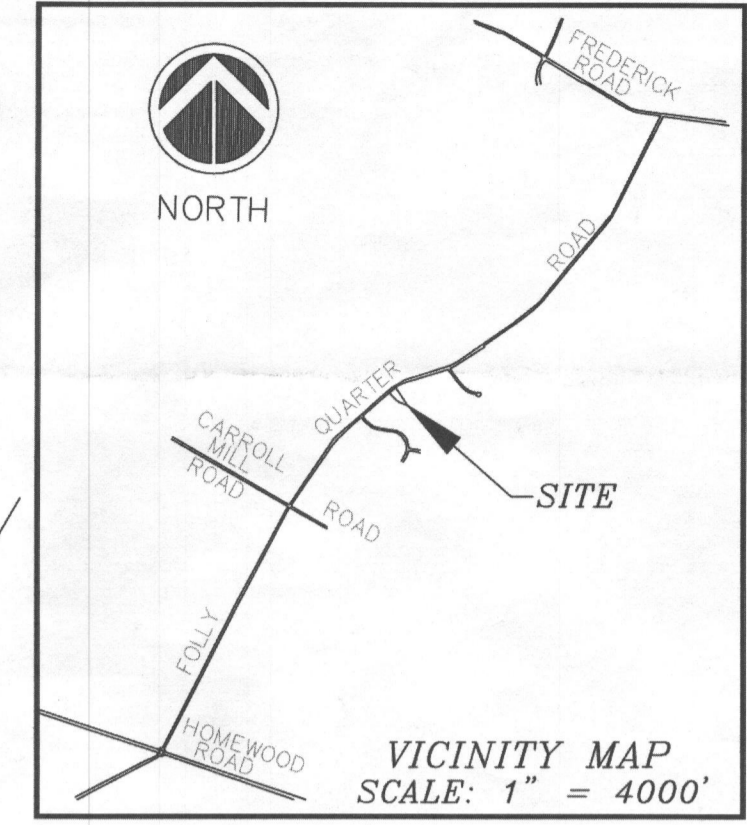 FREDERICK
ROAD
NORTH
ROAD
QUARTER
CARROLL
MILL
ROAD
SITE
ROAD
FOLLY
HOMEWOOD
ROAD
VICINITY MAP
SCALE: 1" = 4000'